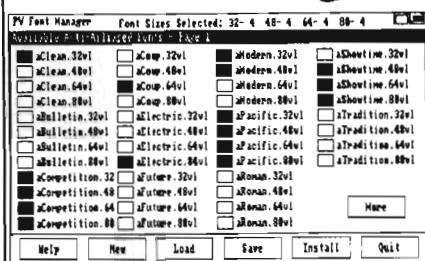 PV Font Manager Font Sizes Selected: 32- 4 48- 4 64- 4 80- 4
Available Anti-Aliased Fonts - Page 1
aClean.32vl aCoup.32vl aModern.32vl aShowtime.32vl
aClean.48vl aCoup.48vl aModern.48vl aShowtime.48vl
aClean.64vl aCoup.64vl aModern.64vl aShowtime.64vl
aClean.80vl aCoup.80vl aModern.80vl aShowtime.80vl
aBulletin.32vl aElectric.32vl aPacific.32vl aTradition.32vl
aBulletin.48vl aElectric.48vl aPacific.48vl aTradition.48vl
aBulletin.64vl aElectric.64vl aPacific.64vl aTradition.64vl
aBulletin.80vl aElectric.80vl aPacific.80vl aTradition.80vl
aCompetition.32 aFuture.32vl aRoman.32vl
aCompetition.48 aFuture.48vl aRoman.48vl
aCompetition.64 aFuture.64vl aRoman.64vl
aCompetition.80 aFuture.80vl aRoman.80vl
More
Help New Load Save Install Quit